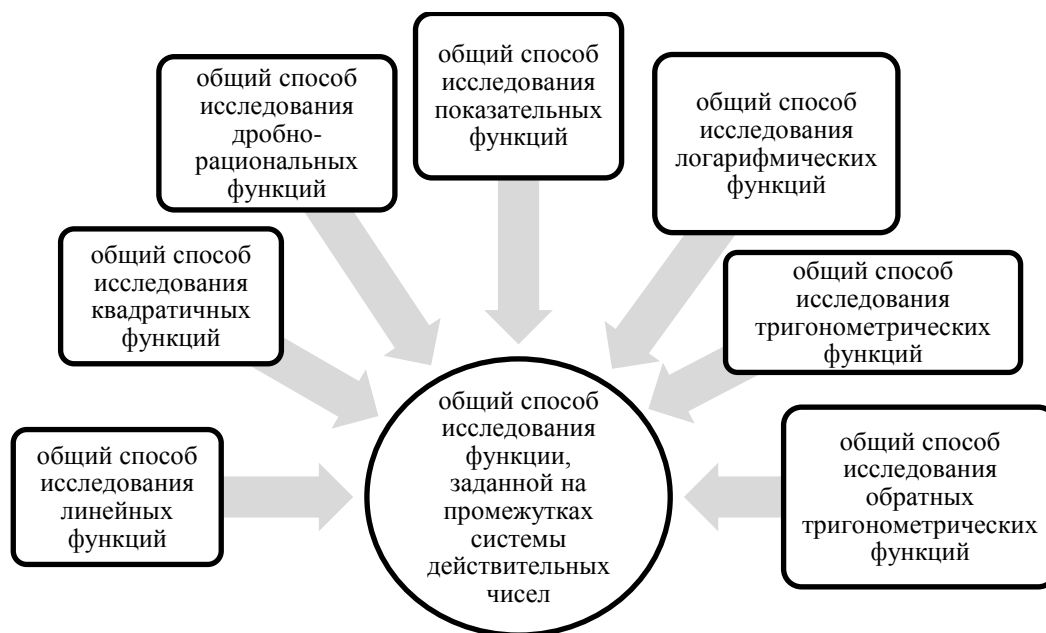 общий способ
исследования
линейных
функций
общий способ
исследования
квадратичных
функций
общий способ
исследования
дробно-
рациональных
функций
общий способ
исследования
показательных
функций
общий способ
исследования
логарифмических
функций
общий способ
исследования
тригонометрических
функций
общий способ
исследования
обратных
тригонометрических
функций
общий способ
исследования
функции,
заданной на
промежутках
системы
действительных
чисел